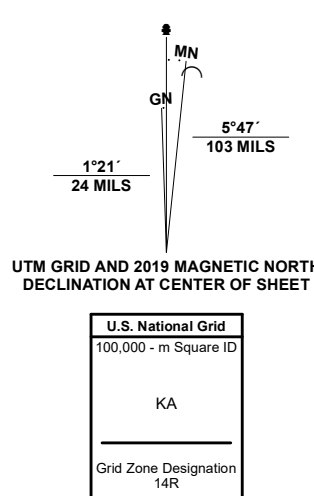 MN
GN
5°47´
103 MILS
1°21´
24 MILS
UTM GRID AND 2019 MAGNETIC NORTH
DECLINATION AT CENTER OF SHEET
U.S. National Grid
100,000 - m Square ID
KA
Grid Zone Designation
14R